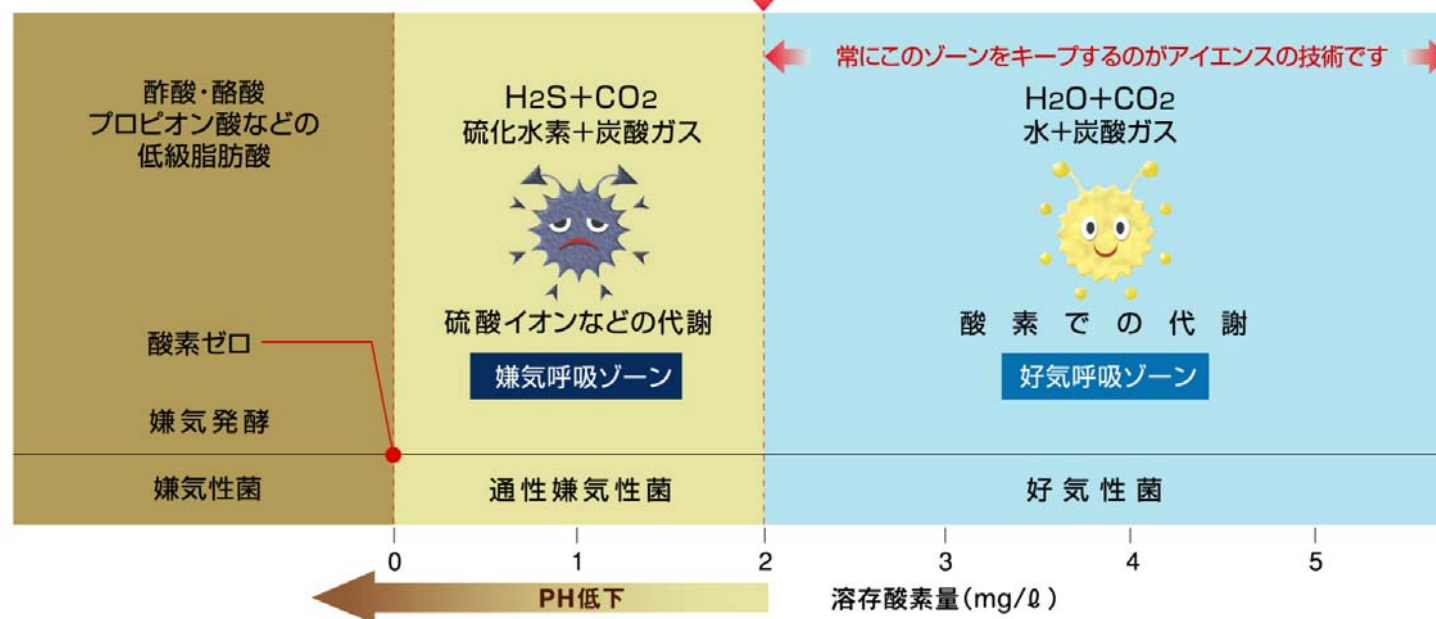 常にこのゾーンをキープするのがアイエンスの技術です
酢酸・酪酸
プロピオン酸などの
低級脂肪酸
酸素ゼロ
嫌気発酵
嫌気性菌
H2S+CO2
硫化水素+炭酸ガス
硫酸イオンなどの代謝
嫌気呼吸ゾーン
通性嫌気性菌
H2O+CO2
水+炭酸ガス
酸素での代謝
好気呼吸ゾーン
好気性菌
0 1 2 3 4 5
PH低下
溶存酸素量(mg/ℓ)